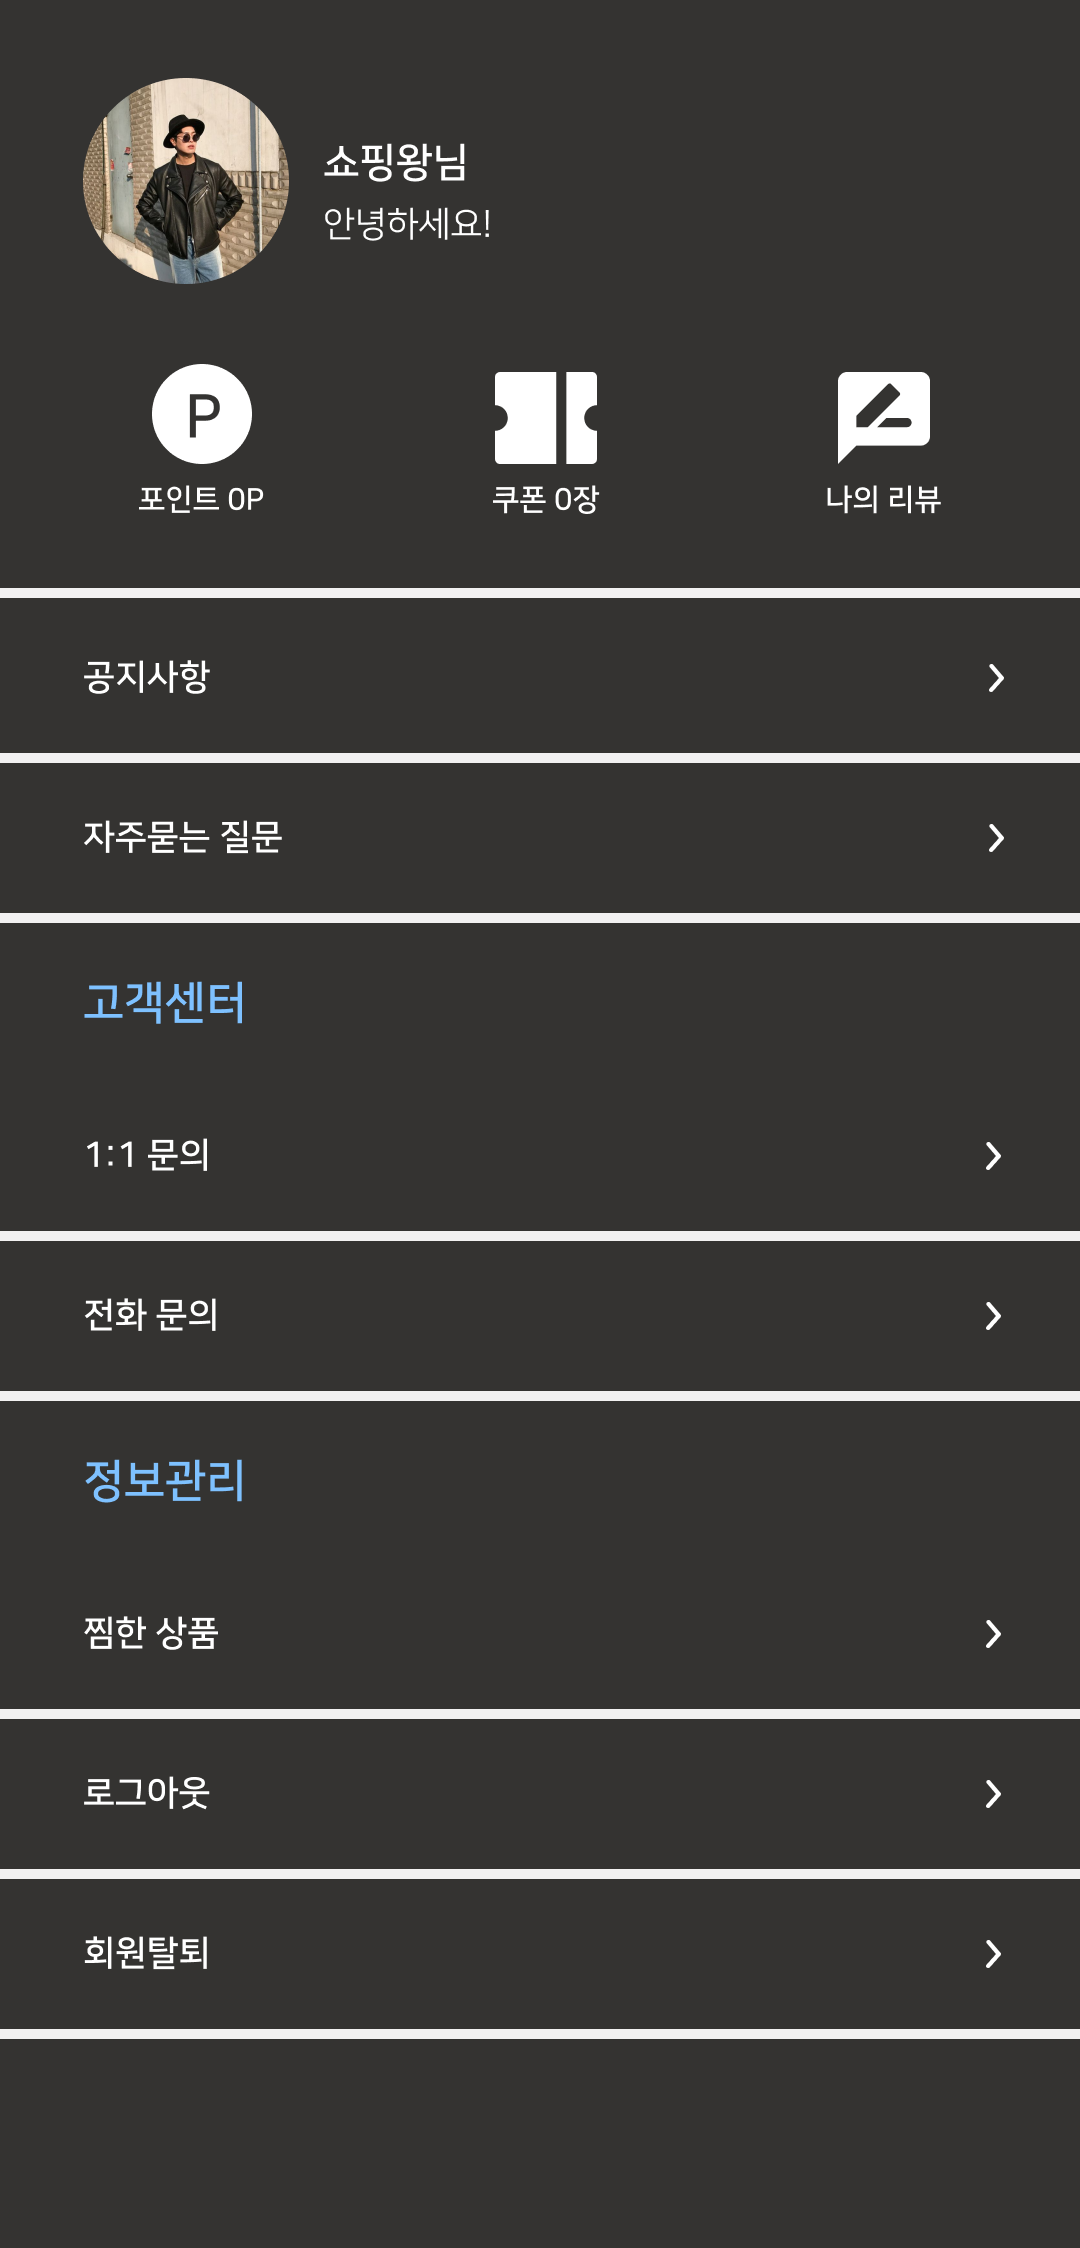 쇼핑왕님
안녕하세요!
P
포인트 0P
쿠폰 0장
나의 리뷰
공지사항
자주묻는 질문
고객센터
1:1 문의
전화 문의
정보관리
찜한 상품
로그아웃
회원탈퇴